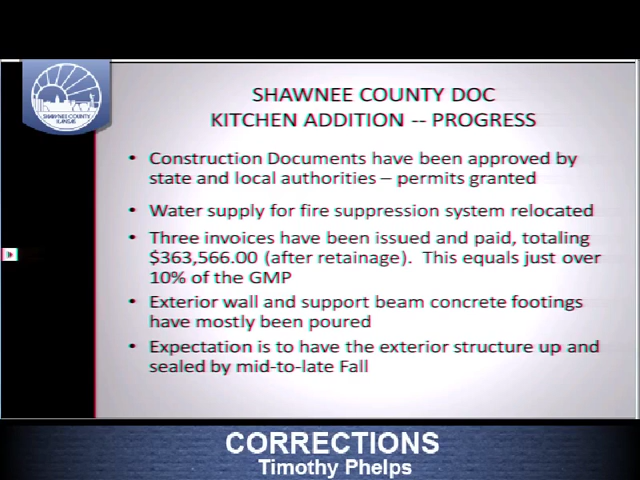 SHAWNEE COUNTY
KANSAS
SHAWNEE COUNTY DOC
KITCHEN ADDITION -- PROGRESS
• Construction Documents have been approved by
state and local authorities – permits granted
• Water supply for fire suppression system relocated
• Three invoices have been issued and paid, totaling
$363,566.00 (after retainage).  This equals just over
10% of the GMP
• Exterior wall and support beam concrete footings
have mostly been poured
• Expectation is to have the exterior structure up and
sealed by mid-to-late Fall
CORRECTIONS
Timothy Phelps